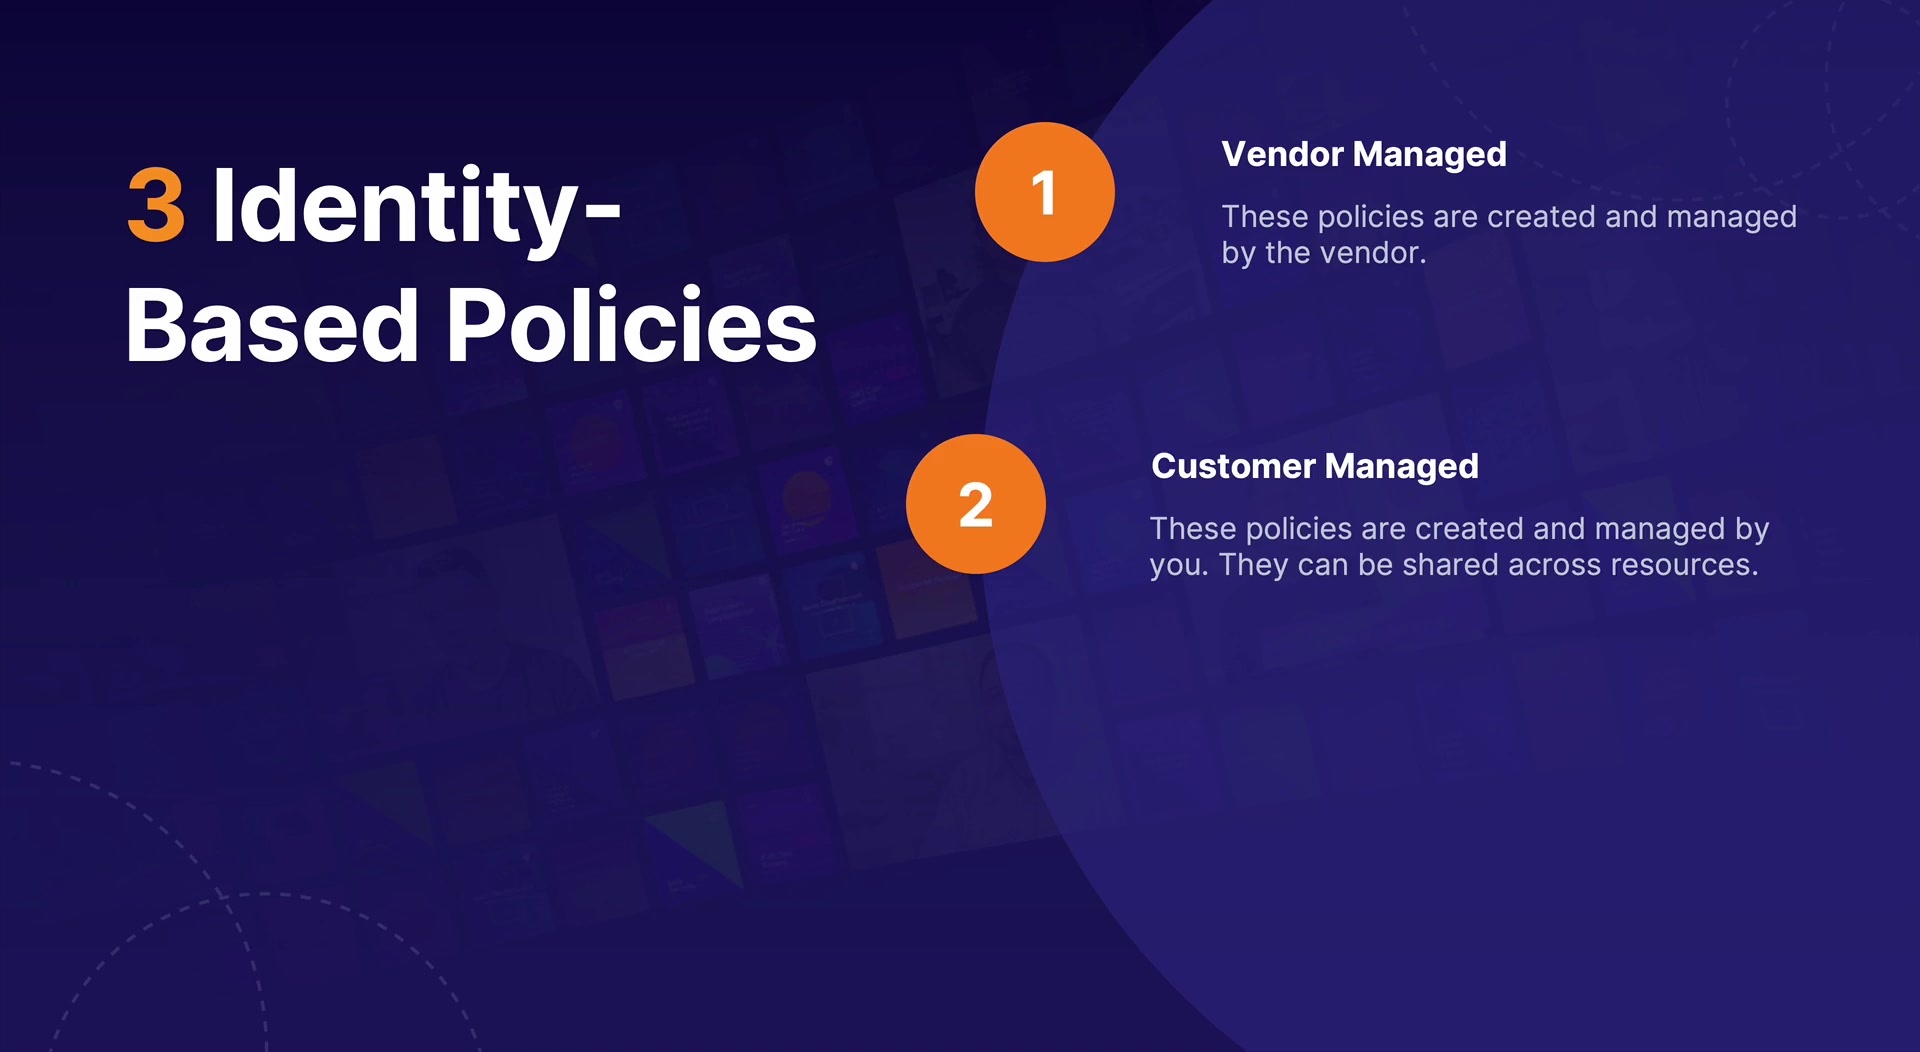 3 Identity-
Based Policies
1
Vendor Managed
These policies are created and managed
by the vendor.
2
Customer Managed
These policies are created and managed by
you. They can be shared across resources.